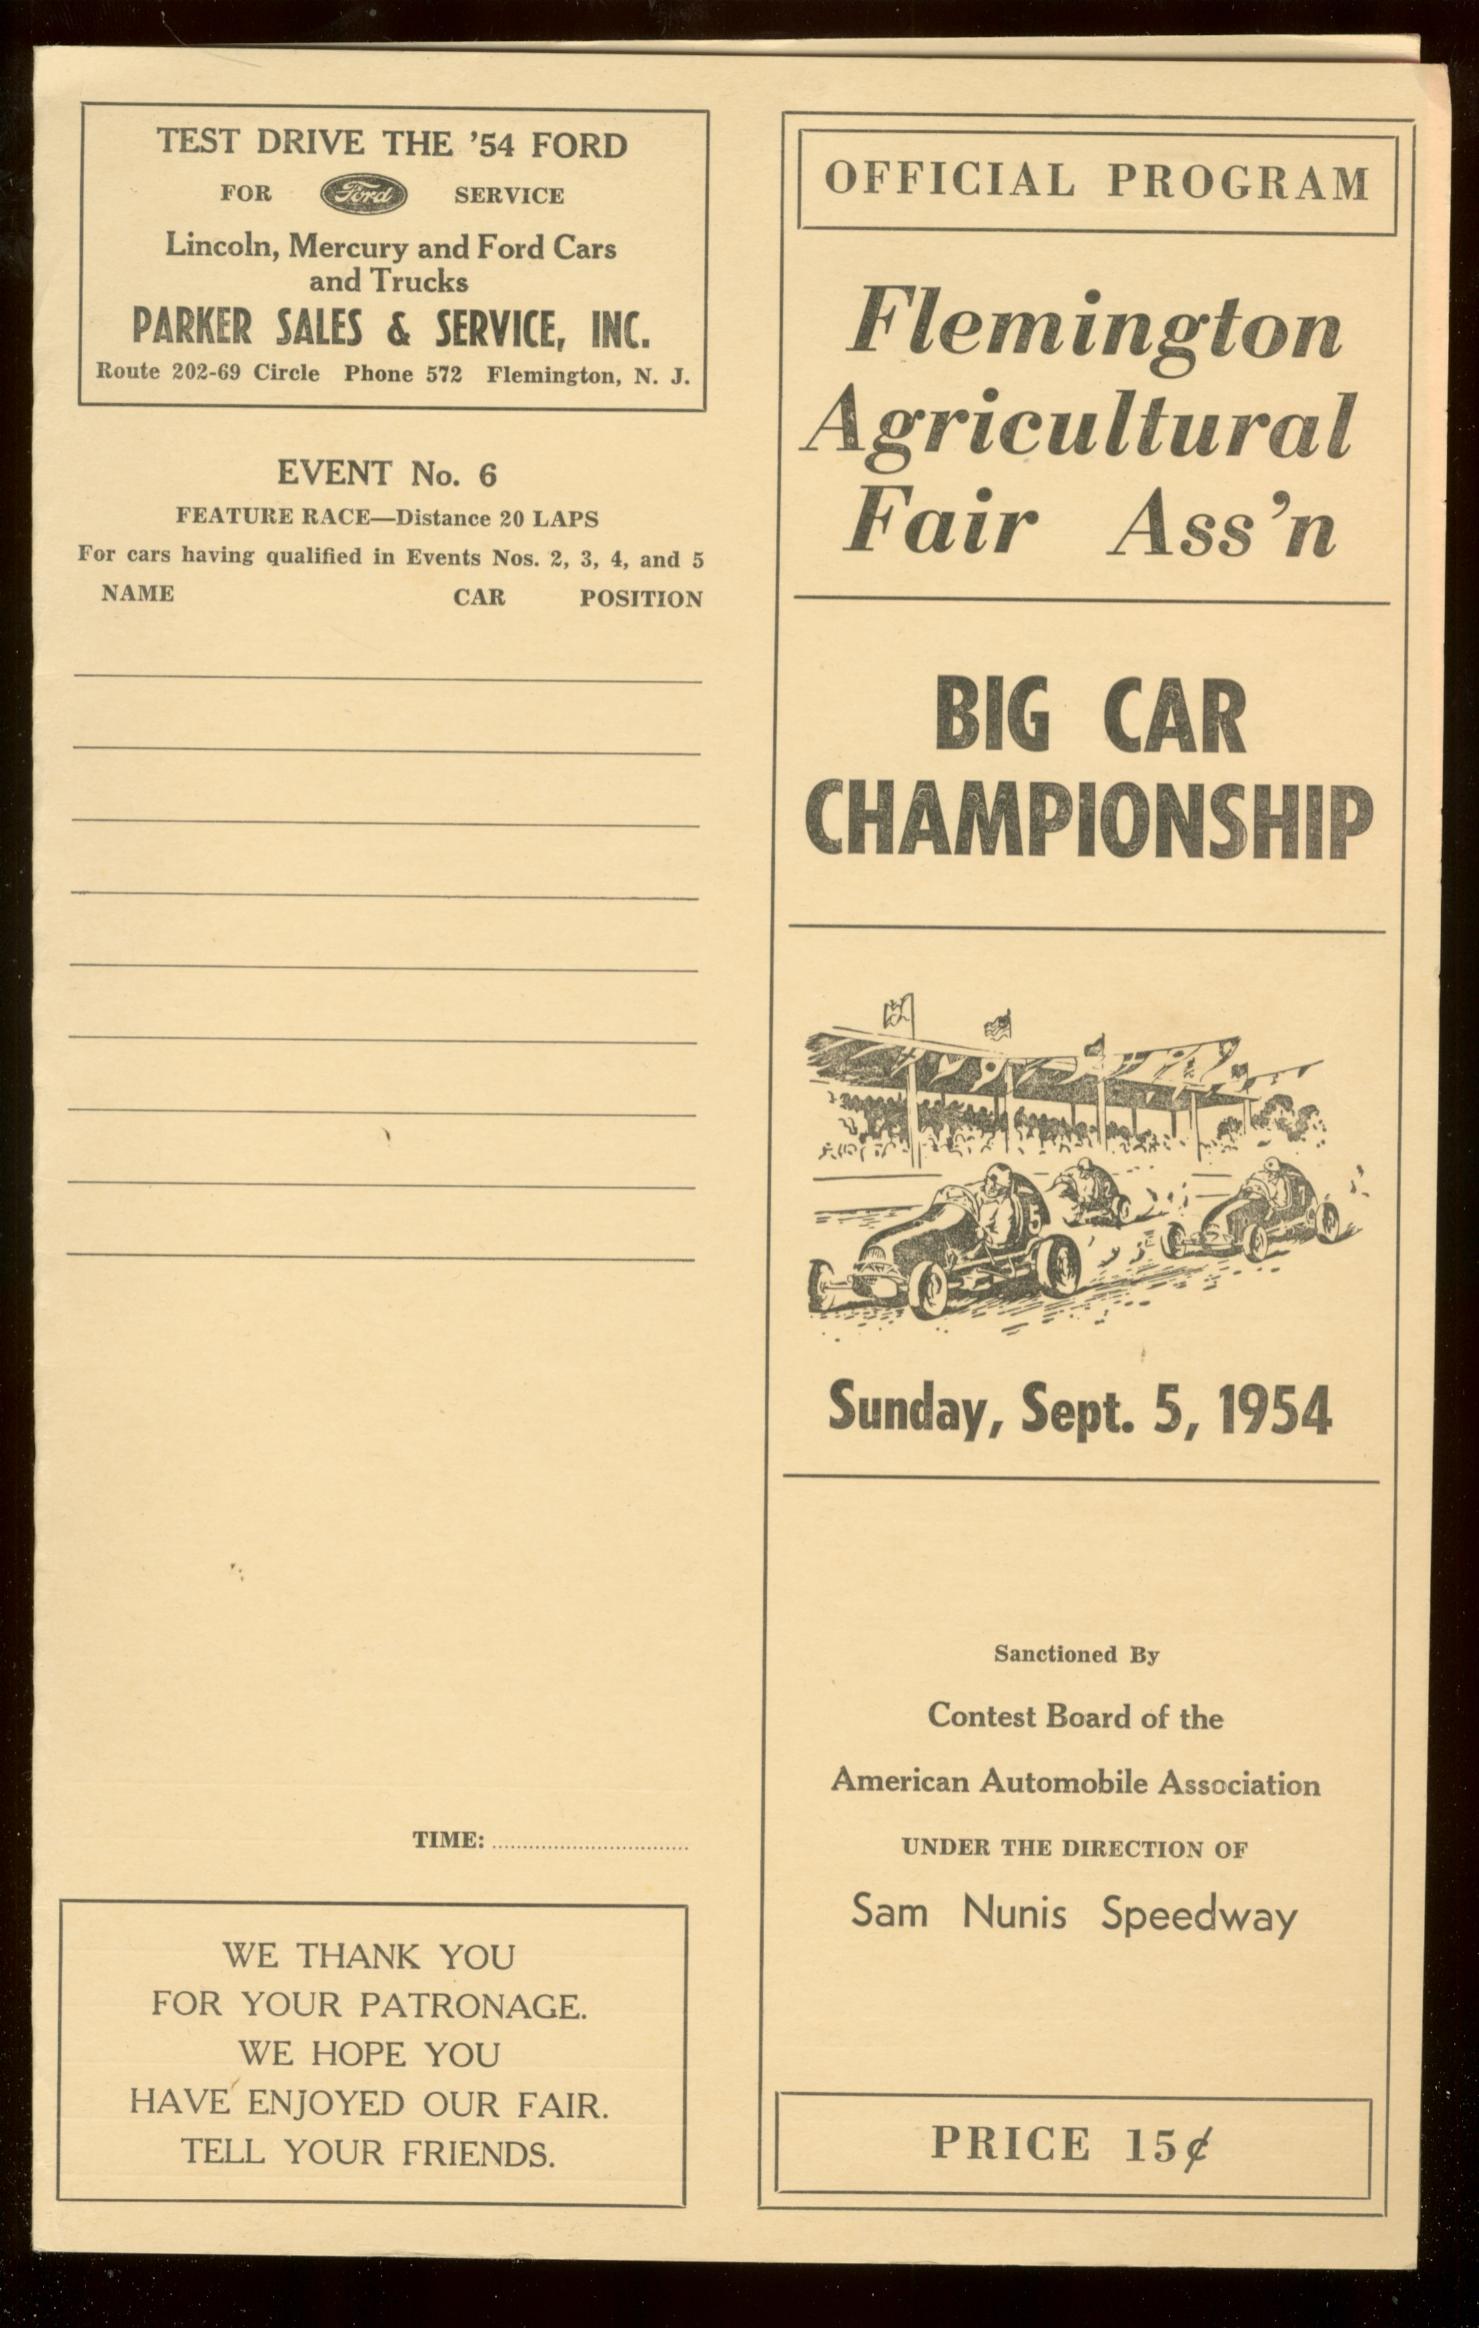 TEST DRIVE THE '54 FORD
FOR Ford SERVICE
Lincoln, Mercury and Ford Cars
and Trucks
PARKER SALES & SERVICE, INC.
Route 202-69 Circle Phone 572 Flemington, N. J.
EVENT No. 6
FEATURE RACE—Distance 20 LAPS
For cars having qualified in Events Nos. 2, 3, 4, and 5
NAME CAR POSITION
TIME: ................................
WE THANK YOU
FOR YOUR PATRONAGE.
WE HOPE YOU
HAVE ENJOYED OUR FAIR.
TELL YOUR FRIENDS.
OFFICIAL PROGRAM
Flemington
Agricultural
Fair Ass'n
BIG CAR
CHAMPIONSHIP
5
Sunday, Sept. 5, 1954
Sanctioned By
Contest Board of the
American Automobile Association
UNDER THE DIRECTION OF
Sam Nunis Speedway
PRICE 15¢